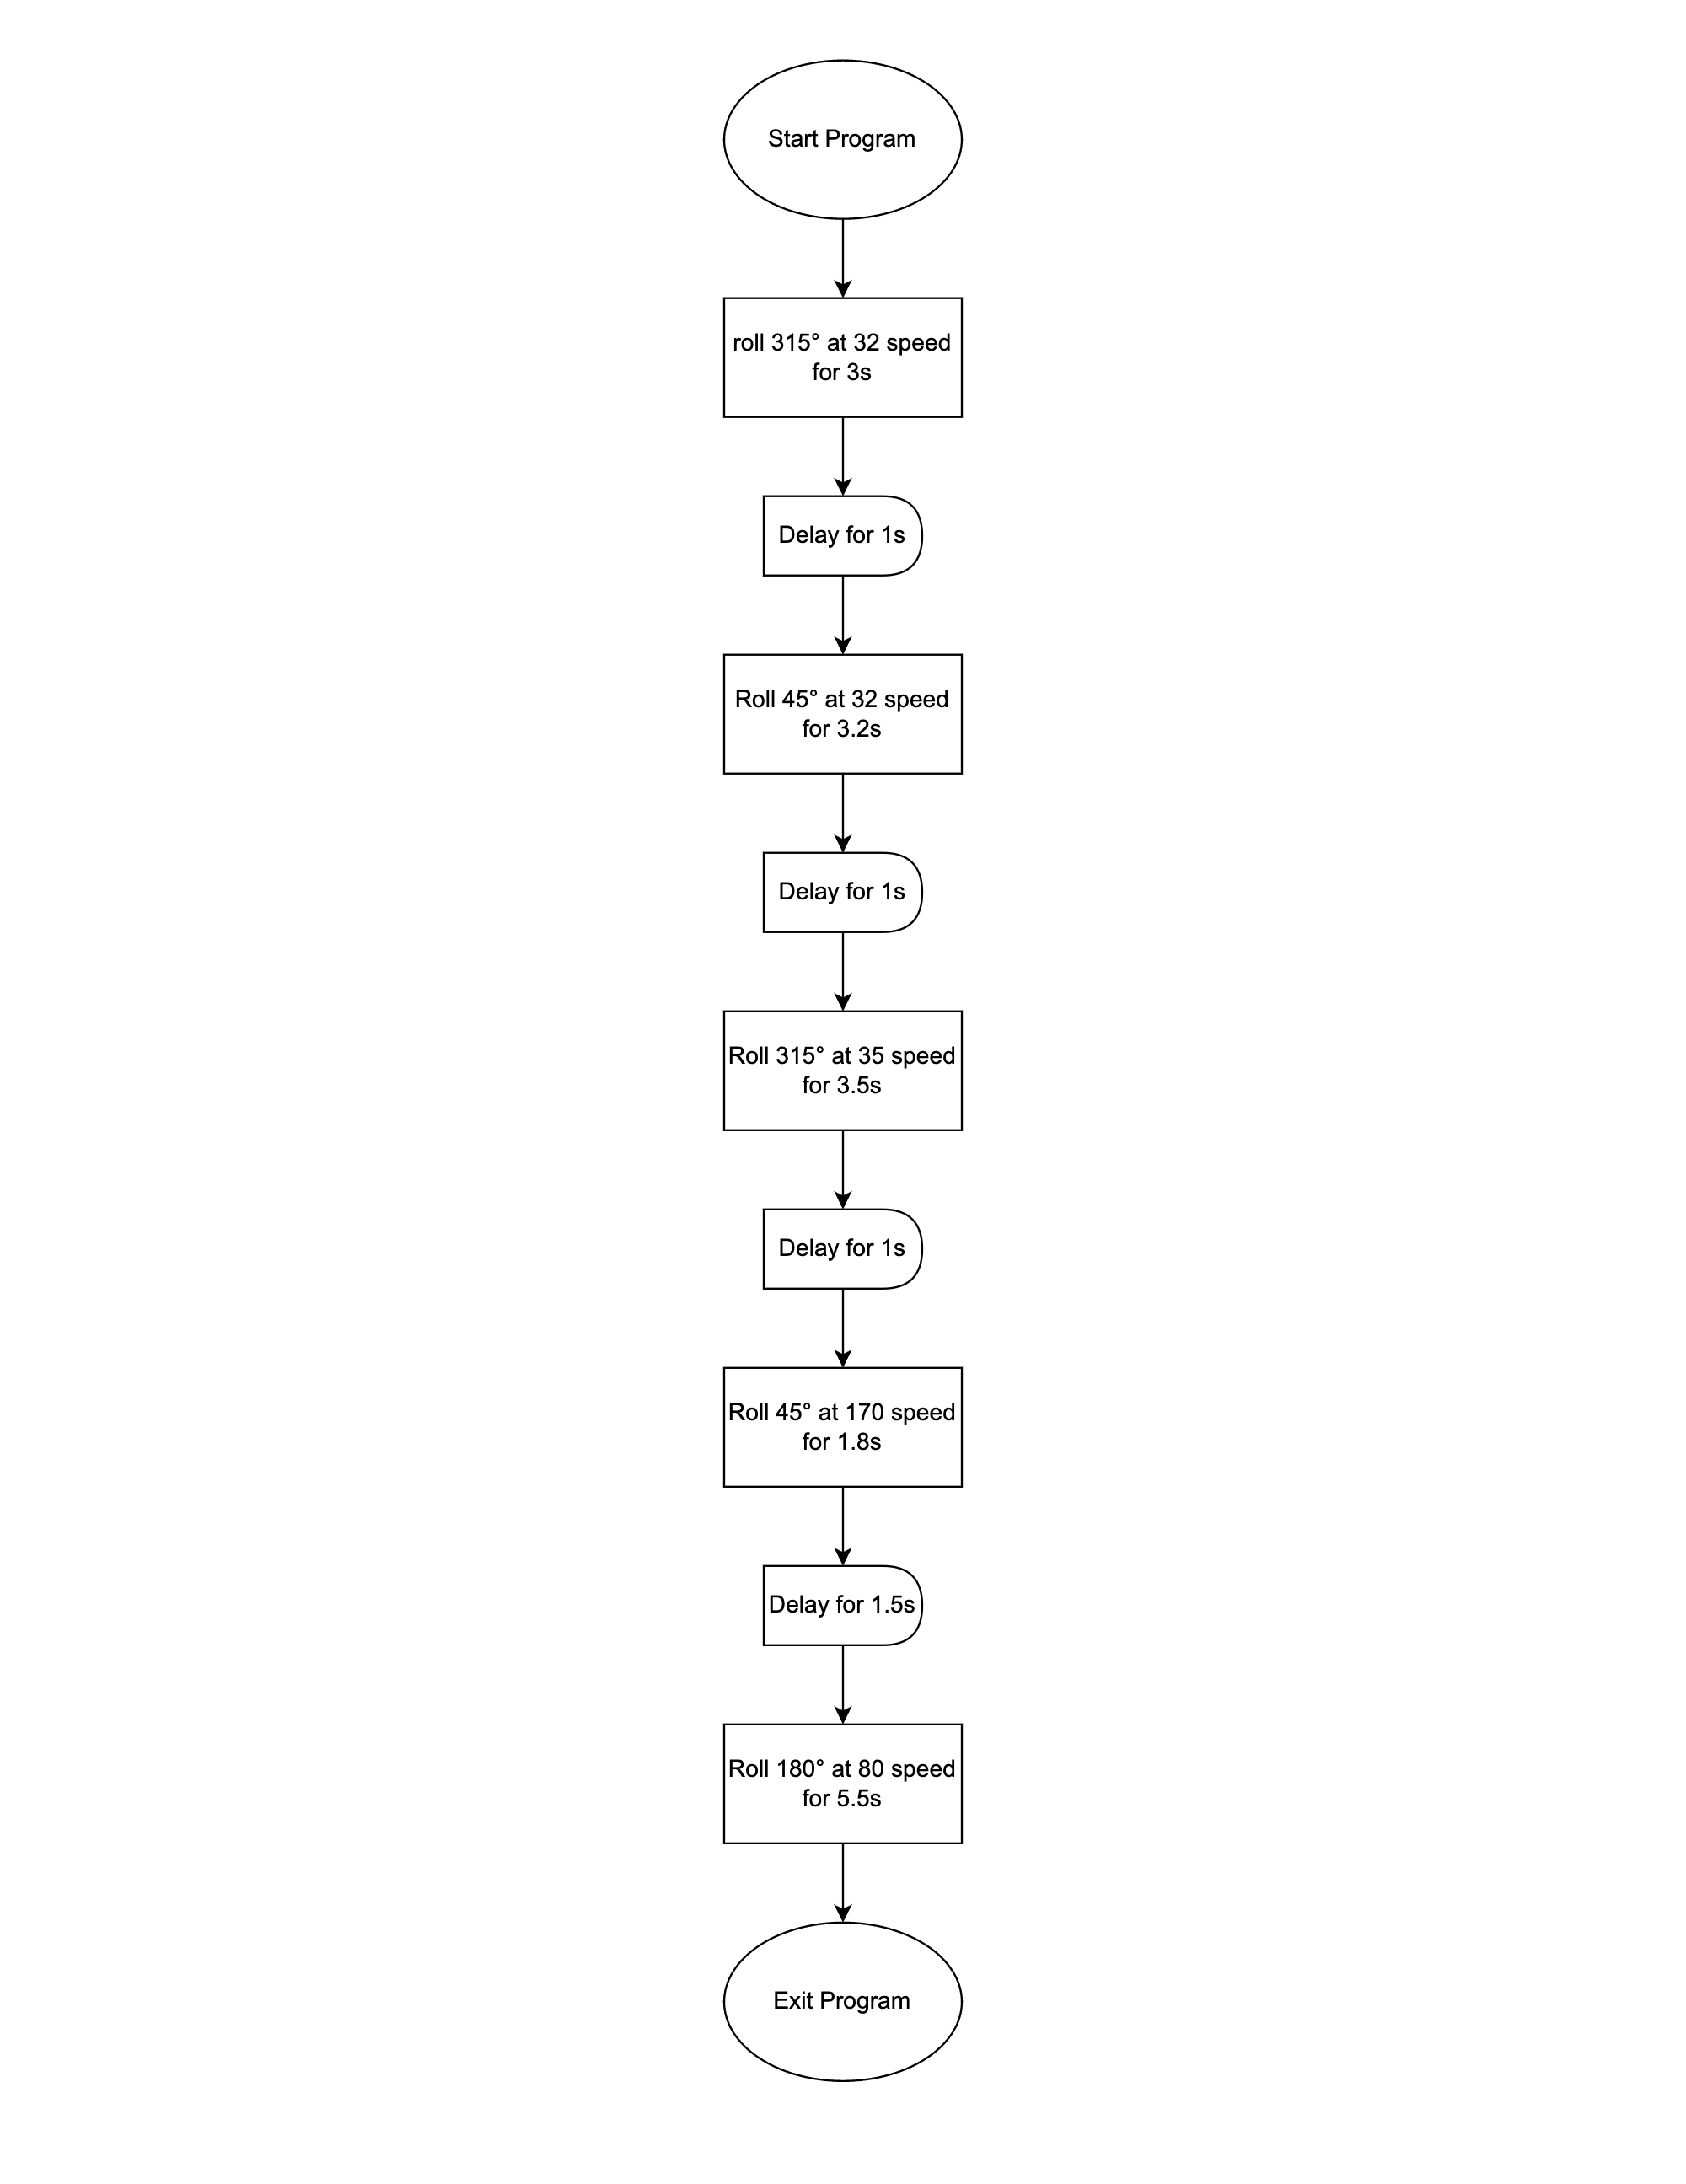 Start Program
roll 315° at 32 speed
for 3s
Delay for 1s
Roll 45° at 32 speed
for 3.2s
Delay for 1s
Roll 315° at 35 speed
for 3.5s
Delay for 1s
Roll 45° at 170 speed
for 1.8s
Delay for 1.5s
Roll 180° at 80 speed
for 5.5s
Exit Program